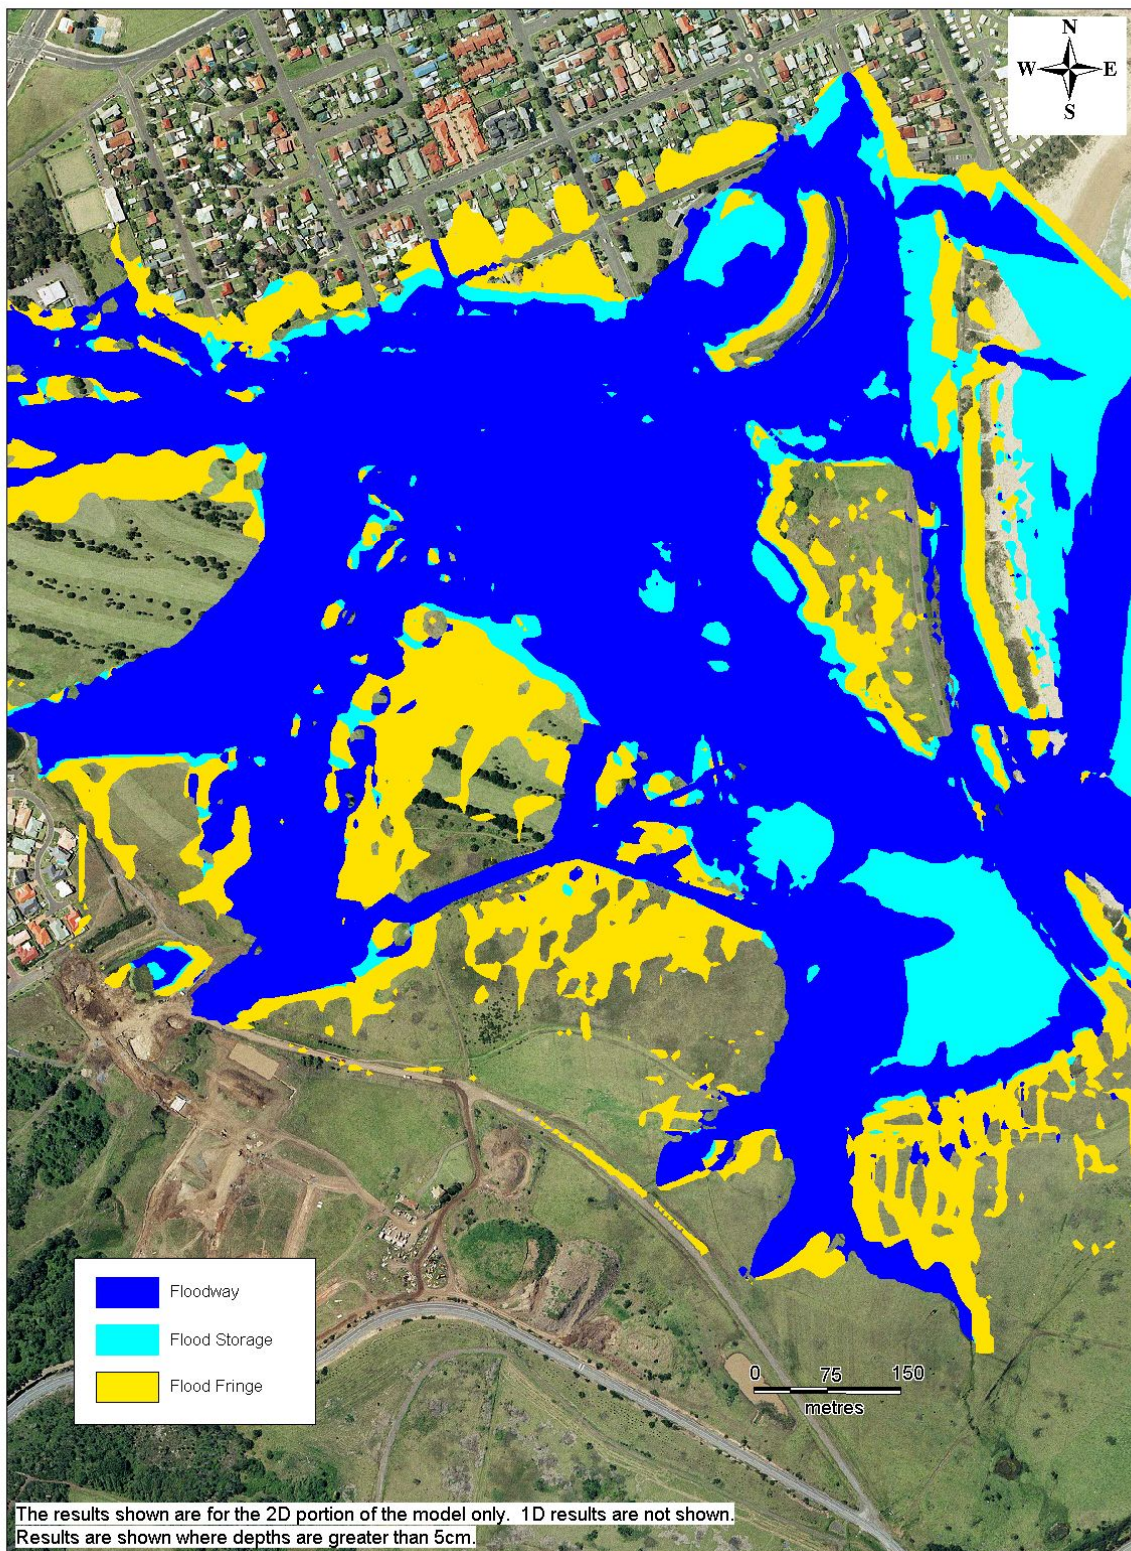 N
W E
S
Floodway
Flood Storage
Flood Fringe
0 75 150
metres
The results shown are for the 2D portion of the model only. 1D results are not shown.
Results are shown where depths are greater than 5cm.